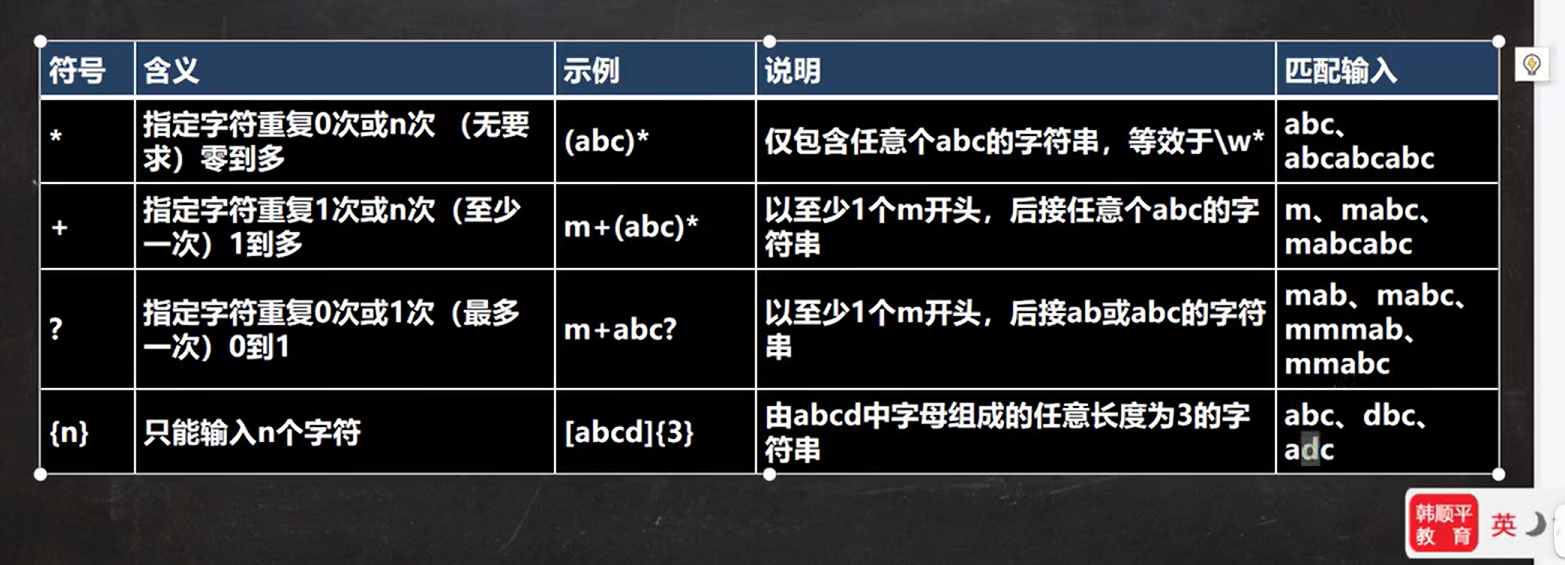 符号 含义 示例 说明 匹配输入
* 指定字符重复0次或n次 （无要
求）零到多
(abc)*
仅包含任意个abc的字符串，等效于\w*
abc、
abcabcabc
+
指定字符重复1次或n次（至少
一次）1到多
m+(abc)*
以至少1个m开头，后接任意个abc的字
符串
m、mabc、
mabcabc
?
指定字符重复0次或1次（最多
一次）0到1
m+abc?
以至少1个m开头，后接ab或abc的字符
串
mab、mabc、
mmmab、
mmabc
{n}
只能输入n个字符
[abcd]{3}
由abcd中字母组成的任意长度为3的字
符串
abc、dbc、
adc
韩顺平
教 育
英